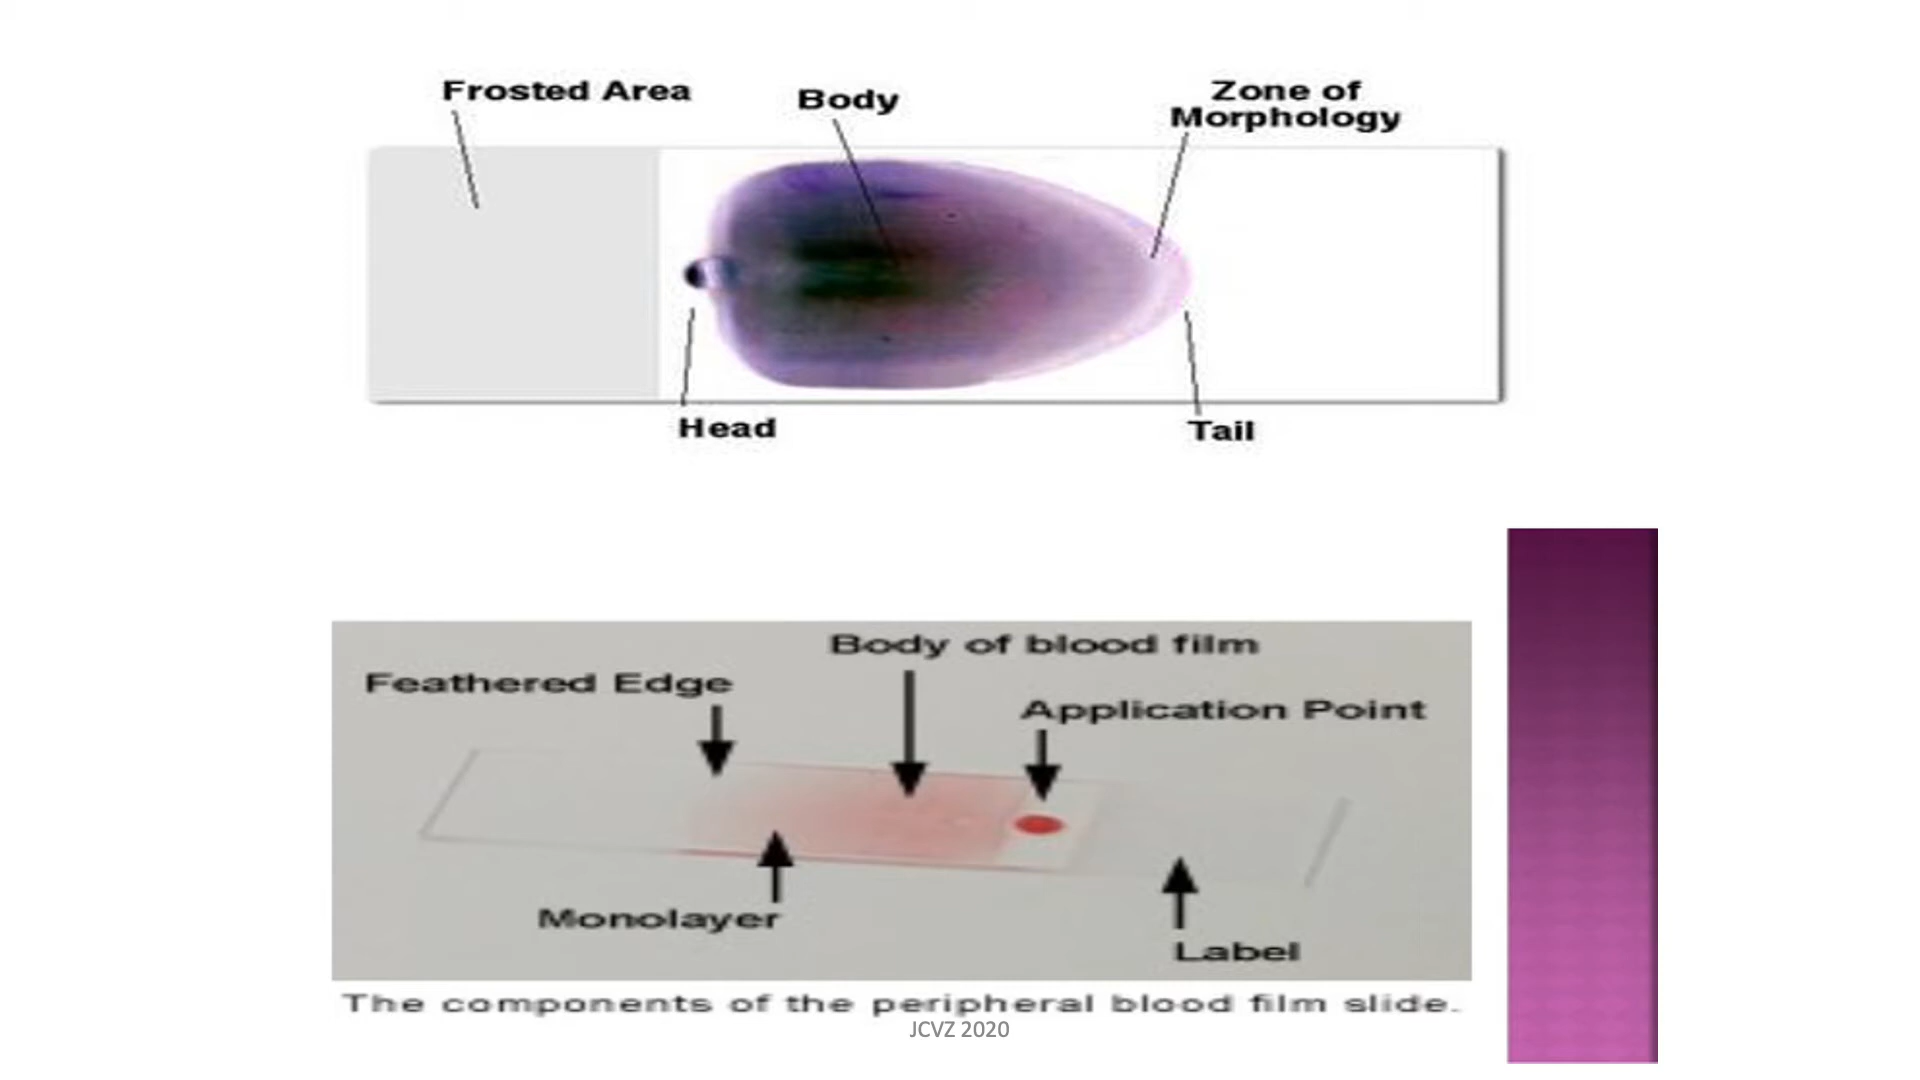 Frosted Area
Body
Zone of
Morphology
Head
Tail
Body of blood film
Feathered Edge
Application Point
Monolayer
Label
The components of the peripheral blood film slide.
JCVZ 2020